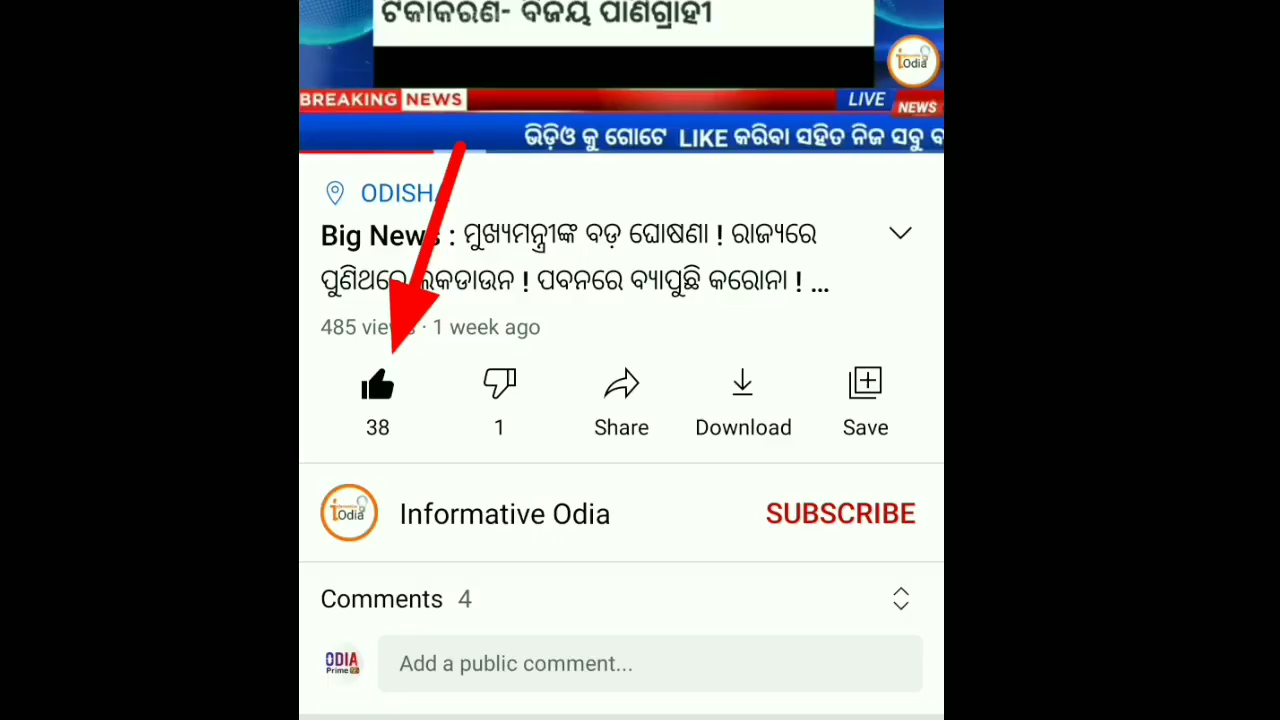 ଟିକାକରଣ- ବିଜୟ ପାଣିଗ୍ରାହୀ
iOdia
BREAKING NEWS
LIVE
NEWS
ଭିଡ଼ିଓ କୁ ଗୋଟେ LIKE କରିବା ସହିତ ନିଜ ସବୁ
ODISHA
Big News : ମୁଖ୍ୟମନ୍ତ୍ରୀଙ୍କ ବଡ଼ ଘୋଷଣା ! ରାଜ୍ୟରେ
ପୁଣିଥରେ ଲକଡାଉନ ! ପବନରେ ବ୍ୟାପୁଛି କରୋନା ! ...
485 views · 1 week ago
38 1 Share Download Save
iOdia
Informative Odia SUBSCRIBE
Comments 4
ODIA
Prime
Add a public comment...